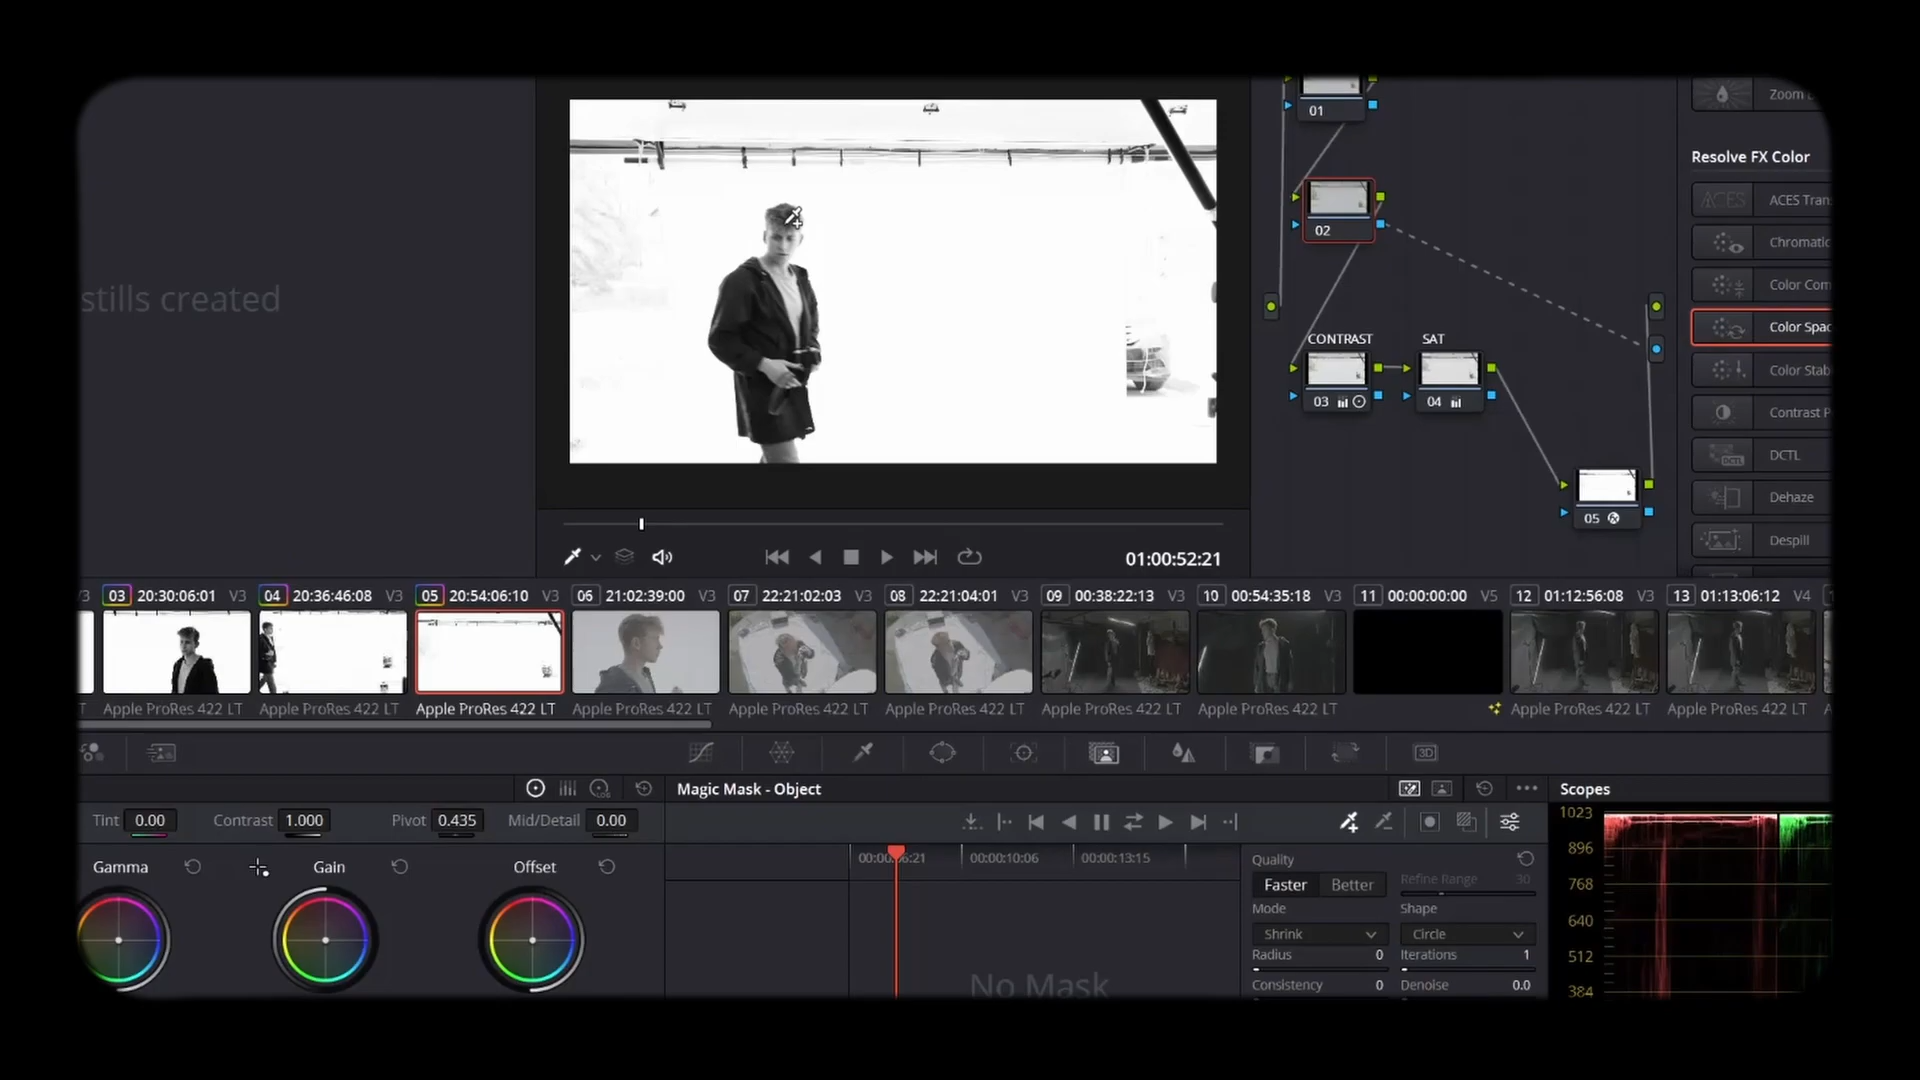 01
Zoom
Resolve FX Color
ACES
ACES Tran
02
Chromatic
Color Com
stills created
Color Spac
CONTRAST
SAT
Color Stab
03
04
Contrast P
DCTL
DCTL
Dehaze
05
Despill
01:00:52:21
03 20:30:06:01 V3
04 20:36:46:08 V3
05 20:54:06:10 V3
06 21:02:39:00 V3
07 22:21:02:03 V3
08 22:21:04:01 V3
09 00:38:22:13 V3
10 00:54:35:18 V3
11 00:00:00:00 V5
12 01:12:56:08 V3
13 01:13:06:12 V4
Apple ProRes 422 LT
Apple ProRes 422 LT
Apple ProRes 422 LT
Apple ProRes 422 LT
Apple ProRes 422 LT
Apple ProRes 422 LT
Apple ProRes 422 LT
Apple ProRes 422 LT
Apple ProRes 422 LT
Apple ProRes 422 LT
3D
LOG
Magic Mask - Object
Scopes
Tint 0.00 Contrast 1.000 Pivot 0.435 Mid/Detail 0.00
1023
896
768
640
512
384
Gamma
Gain
Offset
00:00:10:06
00:00:13:15
No Mask
Quality
Faster Better
Refine Range 30
Mode Shape
Shrink Circle
Radius 0 Iterations 1
Consistency 0 Denoise 0.0